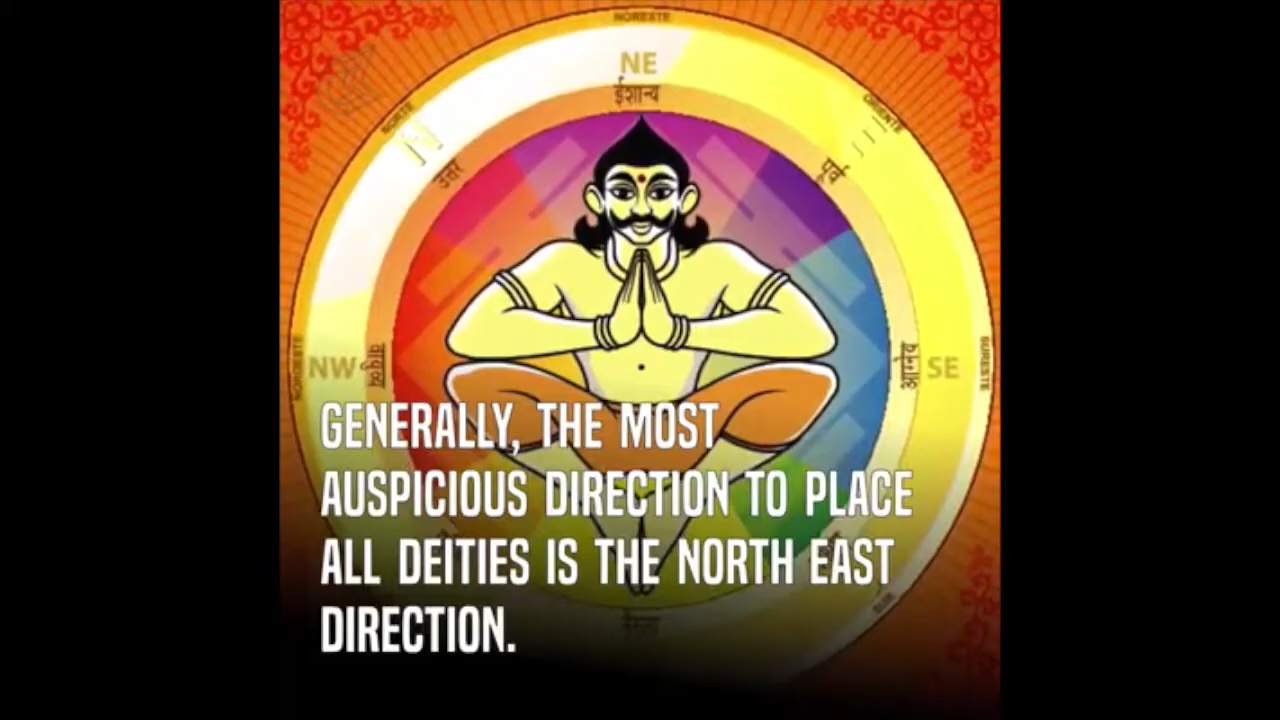 NORESTE
NE
ईशान्य
NORTE
N
उत्तर
ORIENTE
पूर्व
NOROESTE
NW
वायव्य
आग्नेय
SE
SURESTE
GENERALLY, THE MOST
AUSPICIOUS DIRECTION TO PLACE
ALL DEITIES IS THE NORTH EAST
DIRECTION.
SUR